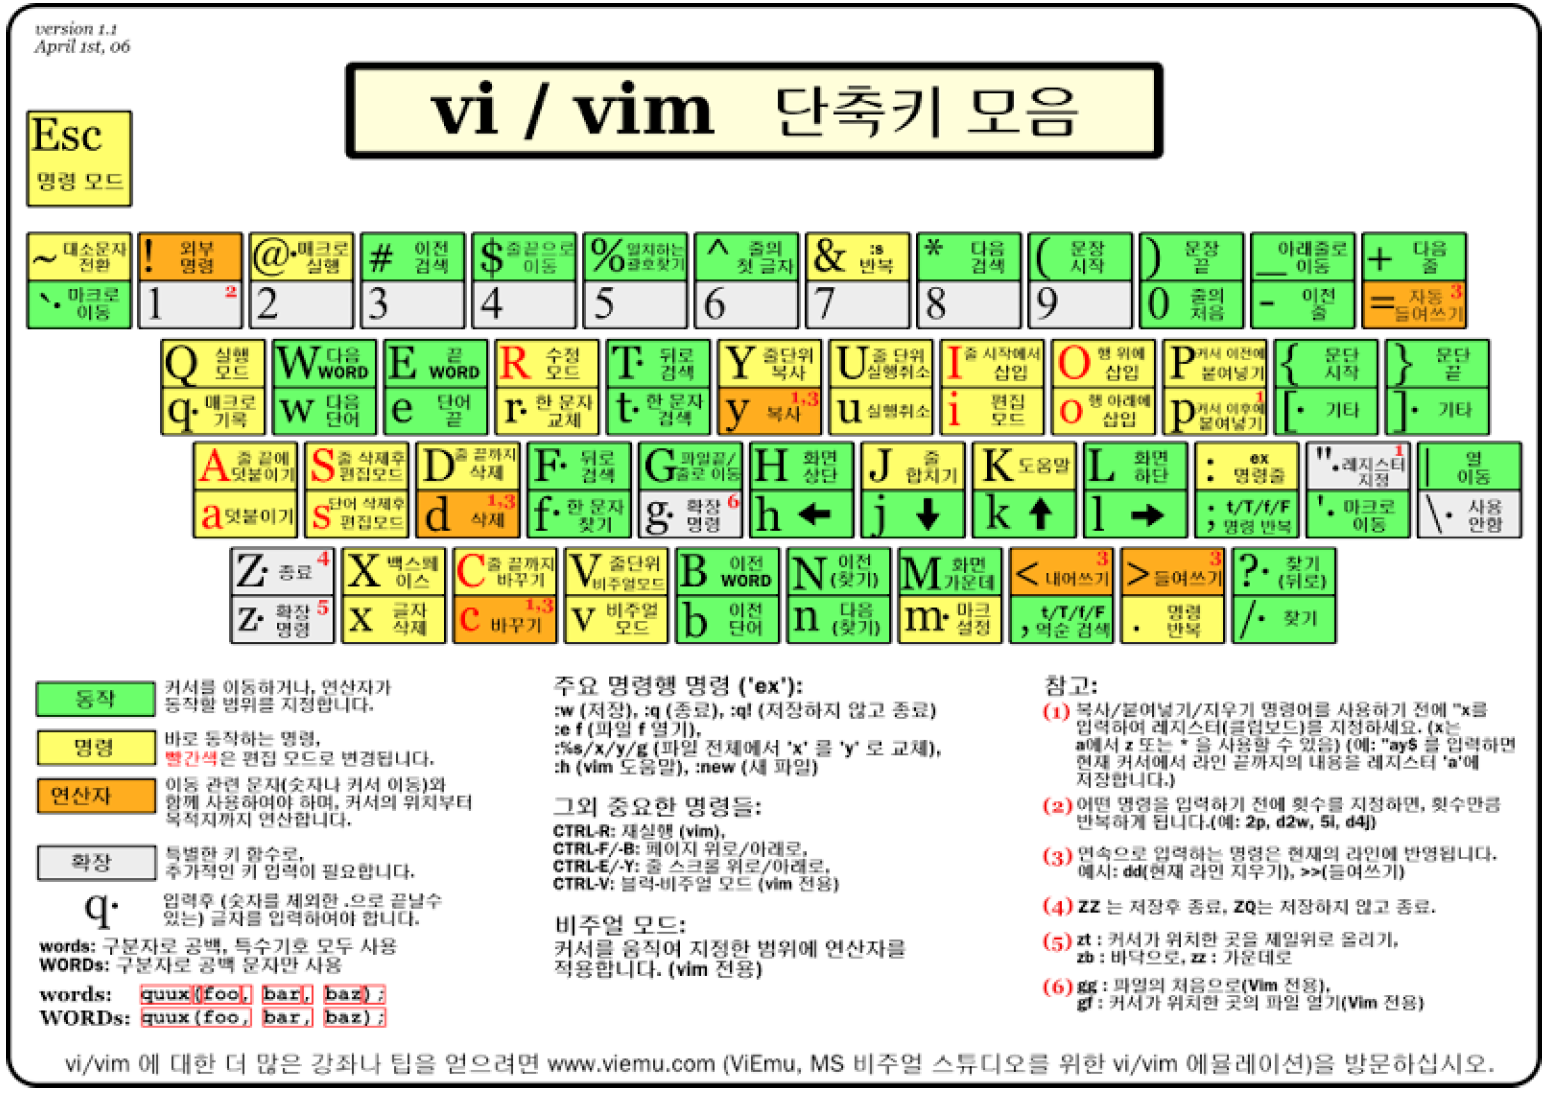 version 1.1
April 1st, 06
vi / vim 단축키 모음
Esc
명령 모드
~ 대소문자 전환
! 외부 명령
@· 매크로 실행
# 이전 검색
$ 줄끝으로 이동
% 일치하는 괄호찾기
^ 줄의 첫 글자
& :s 반복
* 다음 검색
( 문장 시작
) 문장 끝
_ 아래줄로 이동
+ 다음 줄
`· 마크로 이동
1 2
2
3
4
5
6
7
8
9
0 줄의 처음
- 이전 줄
= 자동 들여쓰기 3
Q 실행 모드
W 다음 WORD
E 끝 WORD
R 수정 모드
T· 뒤로 검색
Y 줄단위 복사
U 줄 단위 실행취소
I 줄 시작에서 삽입
O 행 위에 삽입
P 커서 이전에 붙여넣기
{ 문단 시작
} 문단 끝
q· 매크로 기록
w 다음 단어
e 단어 끝
r· 한 문자 교체
t· 한 문자 검색
y 복사 1,3
u 실행취소
i 편집 모드
o 행 아래에 삽입
p 커서 이후에 붙여넣기 1
[· 기타
]· 기타
A 줄 끝에 덧붙이기
S 줄 삭제후 편집모드
D 줄 끝까지 삭제
F· 뒤로 검색
G 파일끝/ 줄로 이동
H 화면 상단
J 줄 합치기
K 도움말
L 화면 하단
: ex 명령줄
"· 레지스터 지정 1
| 열 이동
a 덧붙이기
s 단어 삭제후 편집모드
d 삭제 1,3
f· 한 문자 찾기
g· 확장 명령 6
h ←
j ↓
k ↑
l →
; t/T/f/F 명령 반복
'· 마크로 이동
\· 사용 안함
Z· 종료 4
X 백스페이스
C 줄 끝까지 바꾸기
V 줄단위 비주얼모드
B 이전 WORD
N 이전 (찾기)
M 화면 가운데
< 내어쓰기 3
> 들여쓰기 3
?· 찾기 (뒤로)
z· 확장 명령 5
x 글자 삭제
c 바꾸기 1,3
v 비주얼 모드
b 이전 단어
n 다음 (찾기)
m· 마크 설정
, t/T/f/F 역순 검색
. 명령 반복
/· 찾기
동작 커서를 이동하거나, 연산자가
동작할 범위를 지정합니다.
명령 바로 동작하는 명령,
빨간색은 편집 모드로 변경됩니다.
연산자 이동 관련 문자(숫자나 커서 이동)와
함께 사용하여야 하며, 커서의 위치부터
목적지까지 연산합니다.
확장 특별한 키 함수로,
추가적인 키 입력이 필요합니다.
q· 입력후 (숫자를 제외한 .으로 끝날수
있는) 글자를 입력하여야 합니다.
words: 구분자로 공백, 특수기호 모두 사용
WORDs: 구분자로 공백 문자만 사용
words: quux(foo, bar, baz);
WORDs: quux(foo, bar, baz);
주요 명령행 명령 ('ex'):
:w (저장), :q (종료), :q! (저장하지 않고 종료)
:e f (파일 f 열기),
:%s/x/y/g (파일 전체에서 'x' 를 'y' 로 교체),
:h (vim 도움말), :new (새 파일)
그외 중요한 명령들:
CTRL-R: 재실행 (vim),
CTRL-F/-B: 페이지 위로/아래로,
CTRL-E/-Y: 줄 스크롤 위로/아래로,
CTRL-V: 블럭-비주얼 모드 (vim 전용)
비주얼 모드:
커서를 움직여 지정한 범위에 연산자를
적용합니다. (vim 전용)
참고:
(1) 복사/붙여넣기/지우기 명령어를 사용하기 전에 "x를
입력하여 레지스터(클립보드)를 지정하세요. (x는
a에서 z 또는 * 을 사용할 수 있음) (예: "ay$ 를 입력하면
현재 커서에서 라인 끝까지의 내용을 레지스터 'a'에
저장합니다.)
(2) 어떤 명령을 입력하기 전에 횟수를 지정하면, 횟수만큼
반복하게 됩니다.(예: 2p, d2w, 5i, d4j)
(3) 연속으로 입력하는 명령은 현재의 라인에 반영됩니다.
예시: dd(현재 라인 지우기), >>(들여쓰기)
(4) ZZ 는 저장후 종료, ZQ는 저장하지 않고 종료.
(5) zt : 커서가 위치한 곳을 제일위로 올리기,
zb : 바닥으로, zz : 가운데로
(6) gg : 파일의 처음으로(Vim 전용),
gf : 커서가 위치한 곳의 파일 열기(Vim 전용)
vi/vim 에 대한 더 많은 강좌나 팁을 얻으려면 www.viemu.com (ViEmu, MS 비주얼 스튜디오를 위한 vi/vim 에뮬레이션)을 방문하십시오.